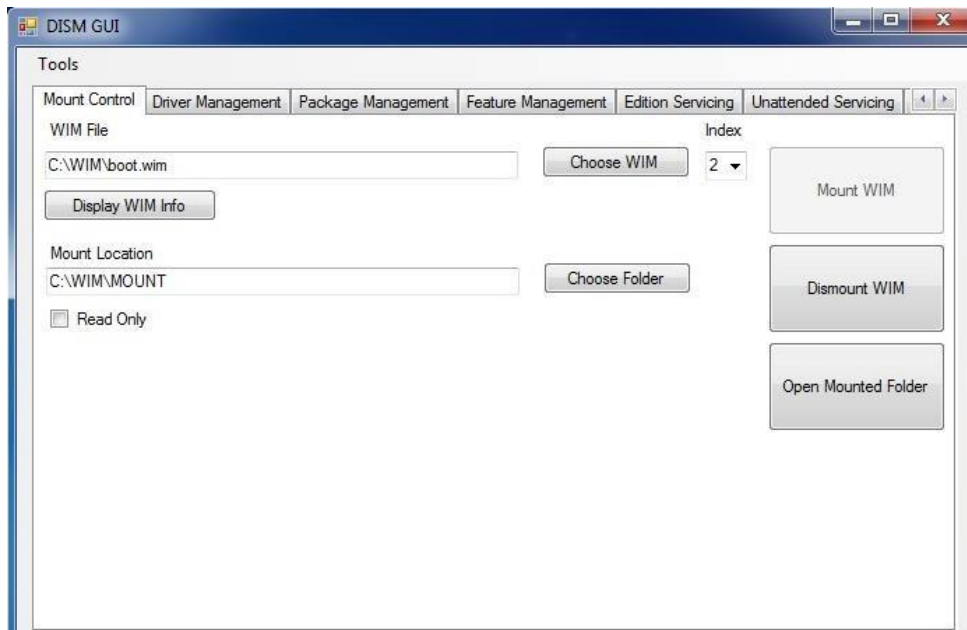 DISM GUI
Tools
Mount Control Driver Management Package Management Feature Management Edition Servicing Unattended Servicing
WIM File Index
C:\WIM\boot.wim Choose WIM 2 Mount WIM
Display WIM Info
Mount Location
C:\WIM\MOUNT Choose Folder Dismount WIM
Read Only
Open Mounted Folder